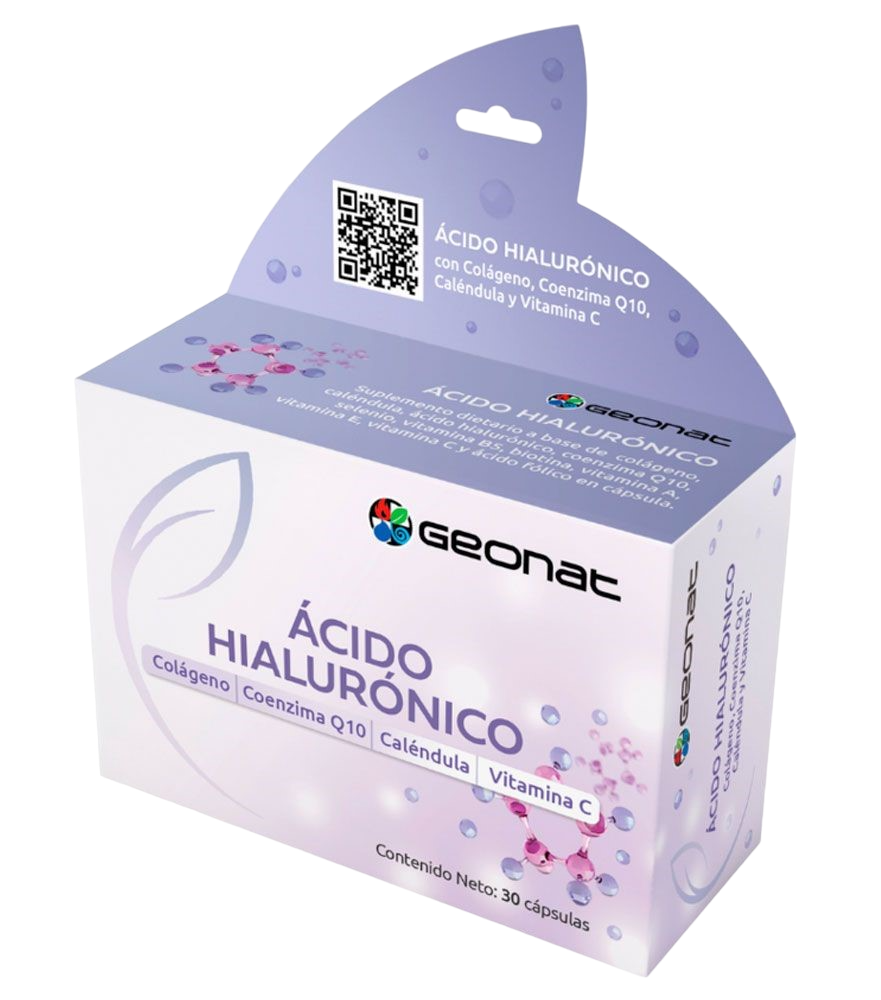 ÁCIDO HIALURÓNICO
con Colágeno, Coenzima Q10,
Caléndula y Vitamina C
GEONAT
ÁCIDO HIALURÓNICO
Suplemento dietario a base de colágeno,
caléndula, ácido hialurónico, coenzima Q10,
selenio, vitamina B5, biotina, vitamina A,
vitamina E, vitamina C y ácido fólico en cápsula.
GEONAT
ÁCIDO
HIALURÓNICO
Colágeno | Coenzima Q10 | Caléndula | Vitamina C
Contenido Neto: 30 cápsulas
GEONAT
ÁCIDO HIALURÓNICO
Colágeno, Coenzima Q10,
Caléndula y Vitamina C